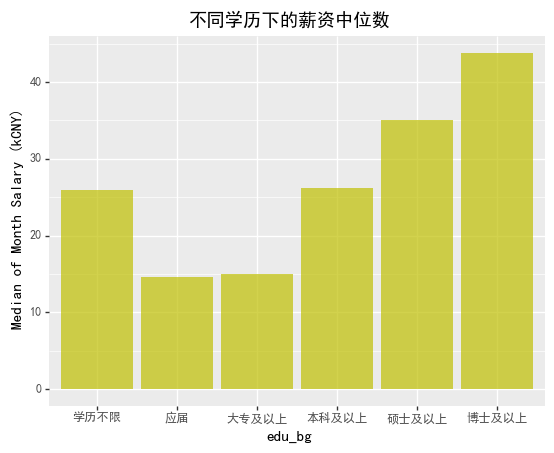 不同学历下的薪资中位数
Median of Month Salary (kCNY)
40
30
20
10
0
学历不限 应届 大专及以上 本科及以上 硕士及以上 博士及以上
edu_bg